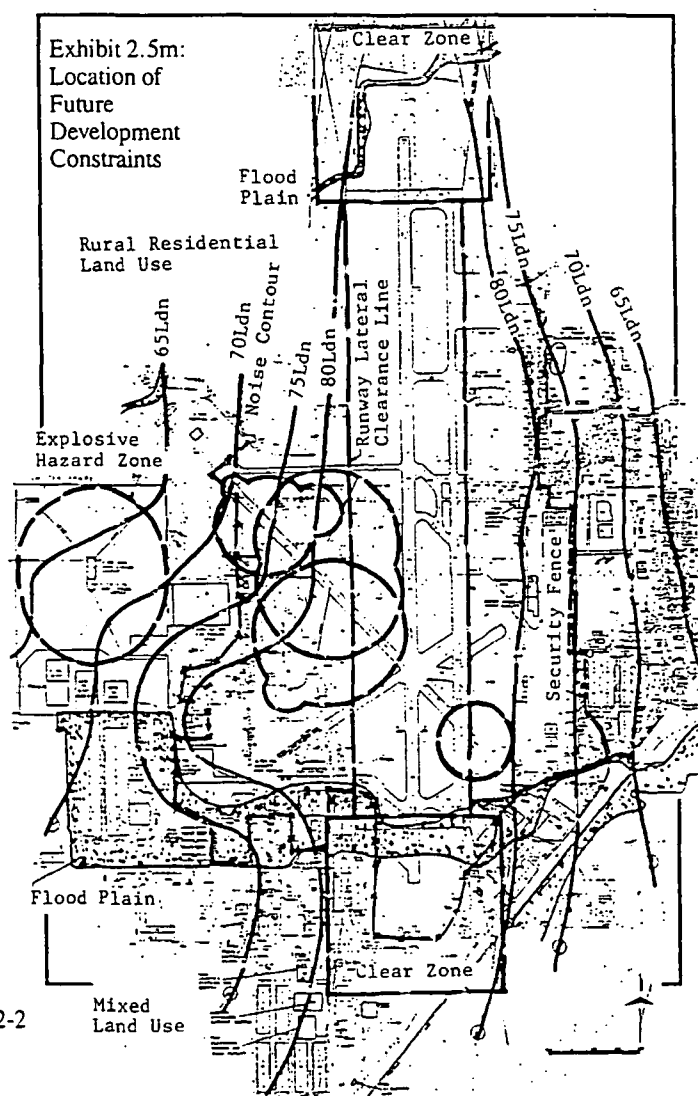 Exhibit 2.5m:
Location of
Future
Development
Constraints
Clear Zone
Flood
Plain
Rural Residential
Land Use
65Ldn
70Ldn
Noise Contour
75Ldn
80Ldn
Runway Lateral
Clearance Line
80Ldn
75Ldn
70Ldn
65Ldn
Explosive
Hazard Zone
Security Fence
Flood Plain
Clear Zone
Mixed
Land Use
2-2